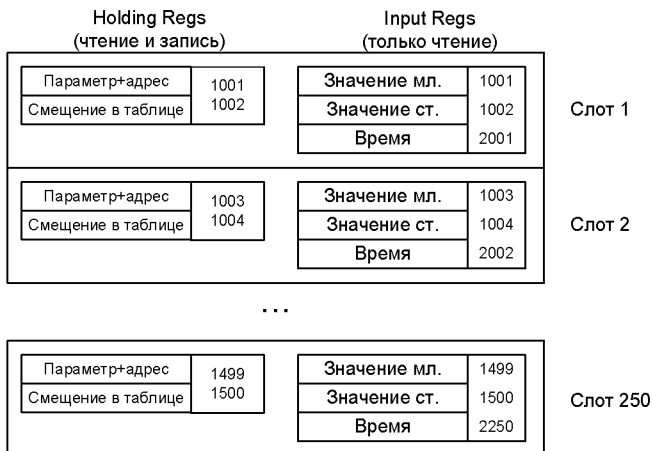 Holding Regs Input Regs
(чтение и запись) (только чтение)
Параметр+адрес 1001 Значение мл. 1001
Смещение в таблице 1002 Значение ст. 1002 Слот 1
Время 2001
Параметр+адрес 1003 Значение мл. 1003
Смещение в таблице 1004 Значение ст. 1004 Слот 2
Время 2002
...
Параметр+адрес 1499 Значение мл. 1499
Смещение в таблице 1500 Значение ст. 1500 Слот 250
Время 2250